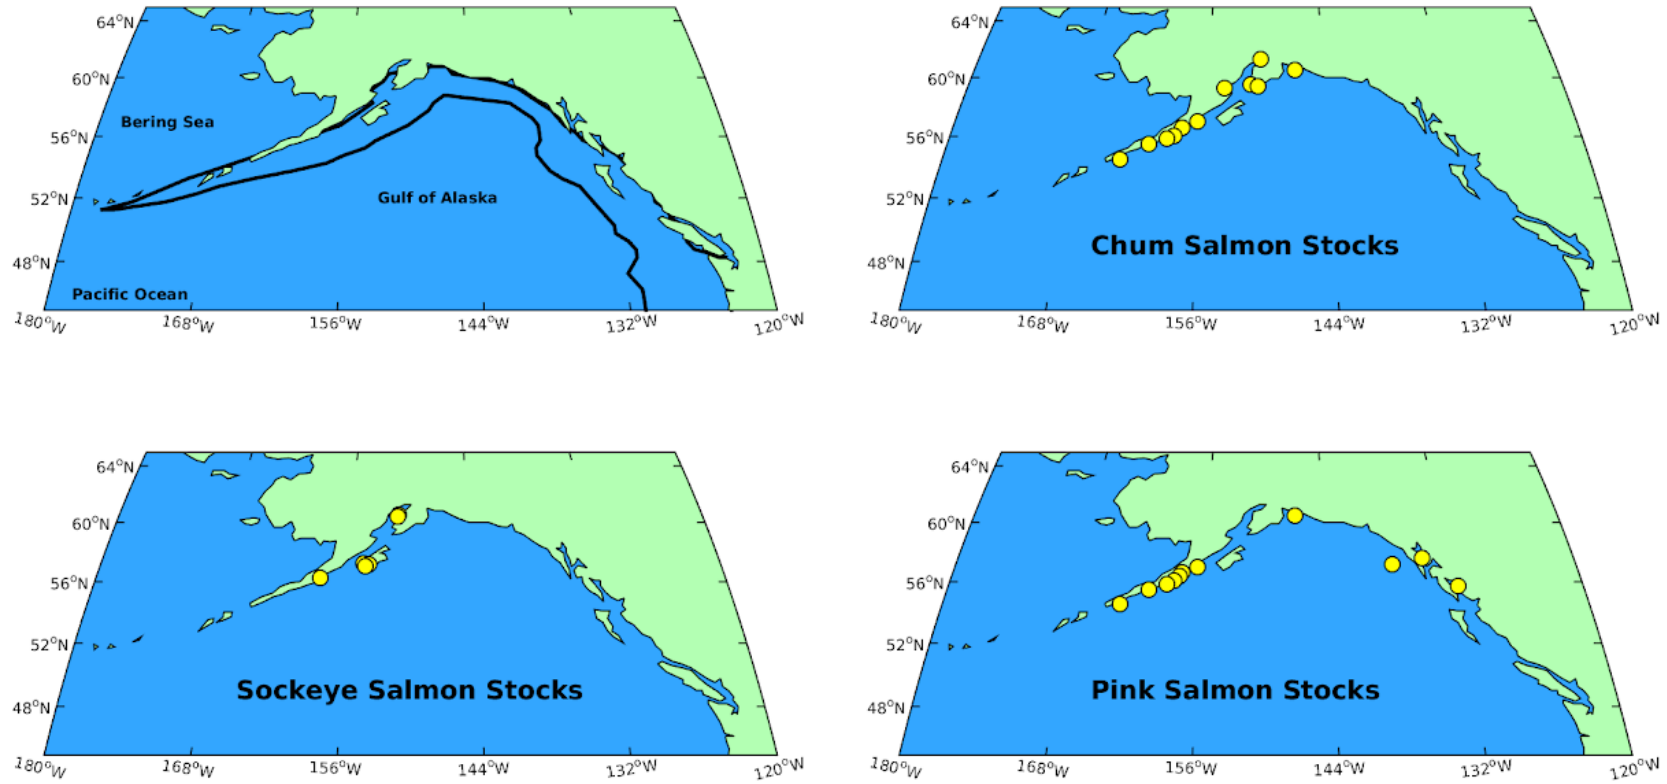 64°N
60°N
56°N
52°N
48°N
Bering Sea
Gulf of Alaska
Pacific Ocean
180°W 168°W 156°W 144°W 132°W 120°W
64°N
60°N
56°N
52°N
48°N
Chum Salmon Stocks
180°W 168°W 156°W 144°W 132°W 120°W
64°N
60°N
56°N
52°N
48°N
Sockeye Salmon Stocks
180°W 168°W 156°W 144°W 132°W 120°W
64°N
60°N
56°N
52°N
48°N
Pink Salmon Stocks
180°W 168°W 156°W 144°W 132°W 120°W